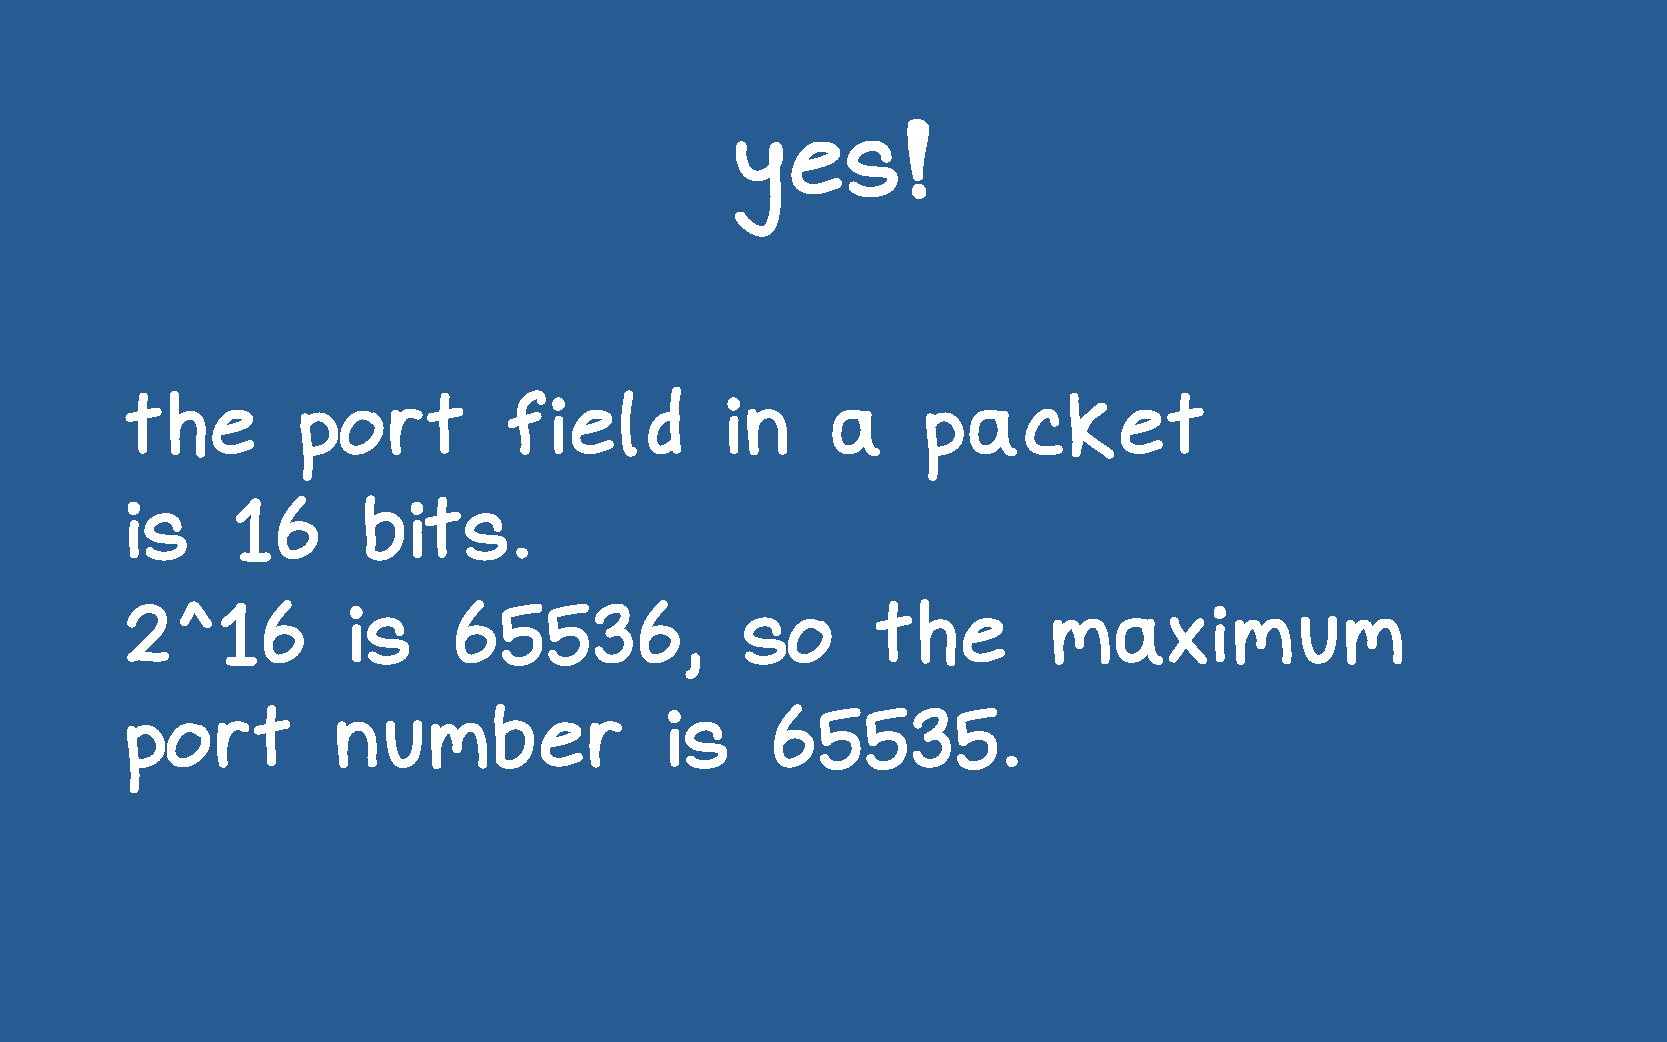 yes!
the port field in a packet
is 16 bits.
2^16 is 65536, so the maximum
port number is 65535.